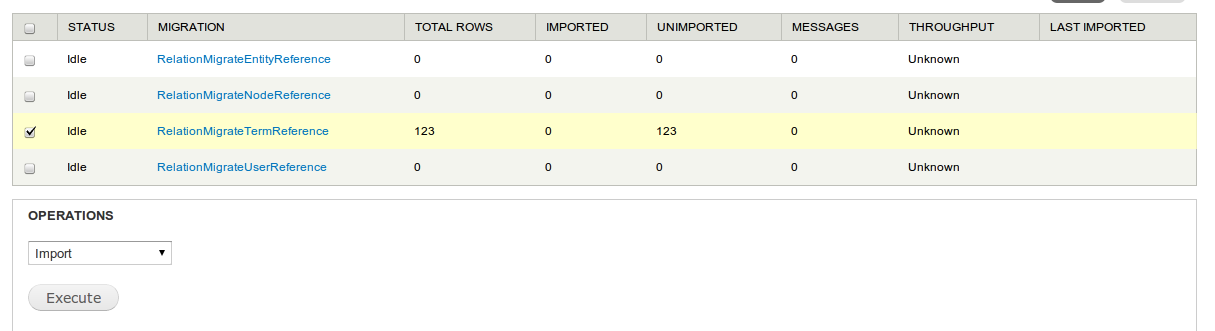 STATUS MIGRATION TOTAL ROWS IMPORTED UNIMPORTED MESSAGES THROUGHPUT LAST IMPORTED
Idle RelationMigrateEntityReference 0 0 0 0 Unknown
Idle RelationMigrateNodeReference 0 0 0 0 Unknown
Idle RelationMigrateTermReference 123 0 123 0 Unknown
Idle RelationMigrateUserReference 0 0 0 0 Unknown
OPERATIONS
Import
Execute